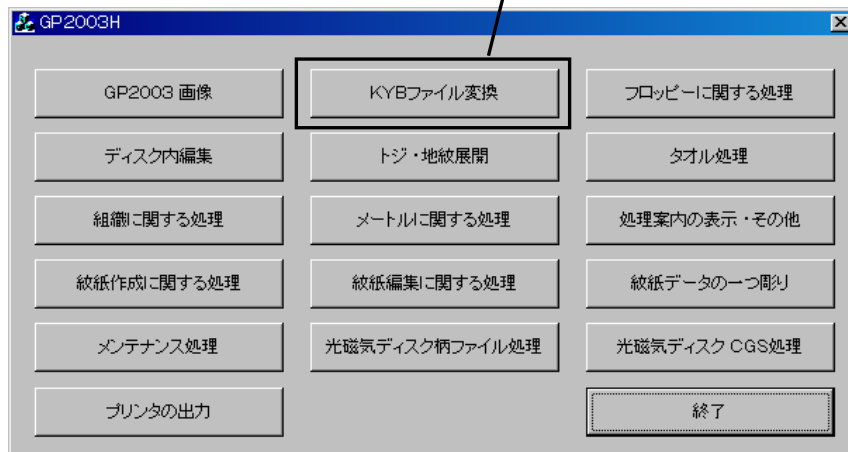 GP2003H
GP2003 画像
KYBファイル変換
フロッピーに関する処理
ディスク内編集
トジ・地紋展開
タオル処理
組織に関する処理
メートルに関する処理
処理案内の表示・その他
紋紙作成に関する処理
紋紙編集に関する処理
紋紙データの一つ彫り
メンテナンス処理
光磁気ディスク柄ファイル処理
光磁気ディスク CGS処理
プリンタの出力
終了